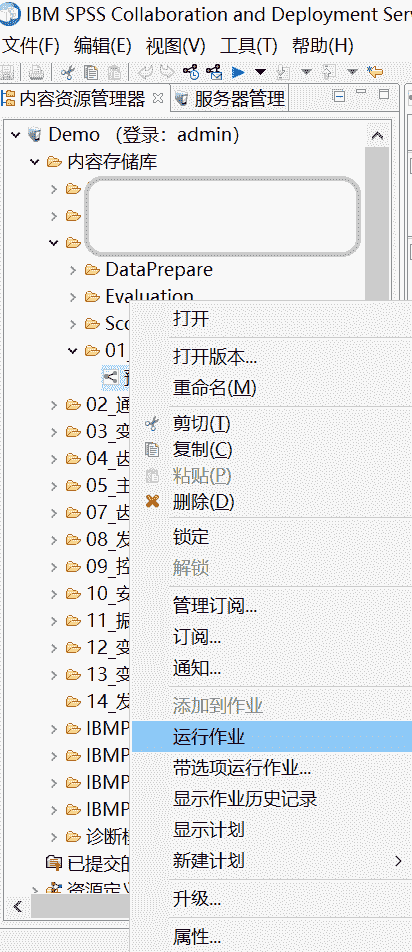 IBM SPSS Collaboration and Deployment Ser
文件(F) 编辑(E) 视图(V) 工具(T) 帮助(H)
内容资源管理器 服务器管理
Demo （登录：admin）
内容存储库
DataPrepare
Evaluation
Sco
01_
打开
打开版本...
重命名(M)
剪切(T)
复制(C)
粘贴(P)
删除(D)
锁定
解锁
管理订阅...
订阅...
通知...
添加到作业
运行作业
带选项运行作业...
显示作业历史记录
显示计划
新建计划
升级...
属性...
02_通
03_变
04_齿
05_主
07_齿
08_发
09_控
10_安
11_振
12_变
13_变
14_发
IBMP
IBMP
IBMP
IBMP
诊断模
已提交的
资源定义